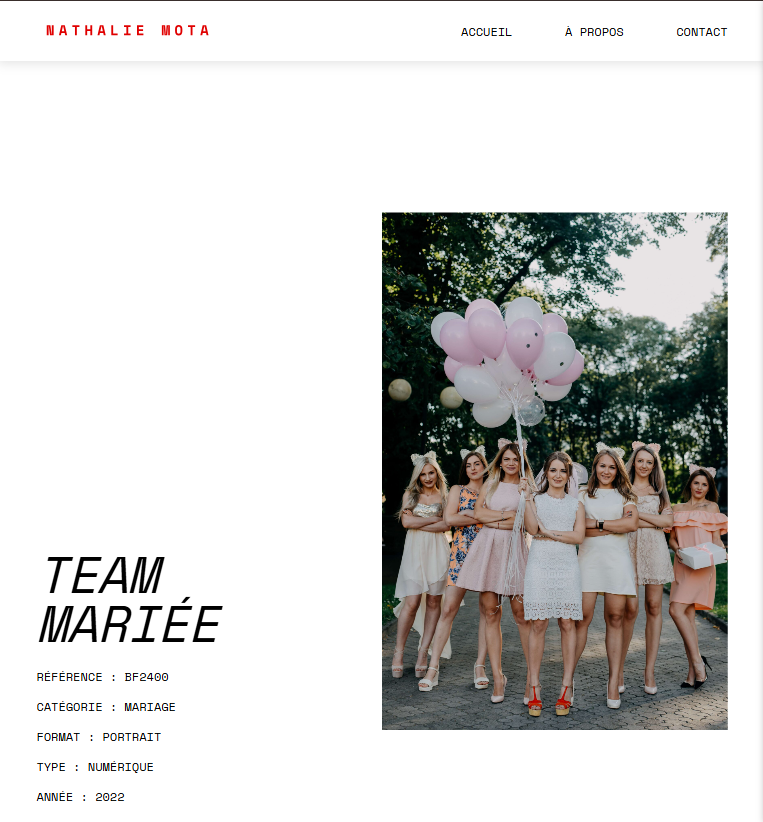 NATHALIE MOTA
ACCUEIL
À PROPOS
CONTACT
TEAM
MARIÉE
RÉFÉRENCE : BF2400
CATÉGORIE : MARIAGE
FORMAT : PORTRAIT
TYPE : NUMÉRIQUE
ANNÉE : 2022